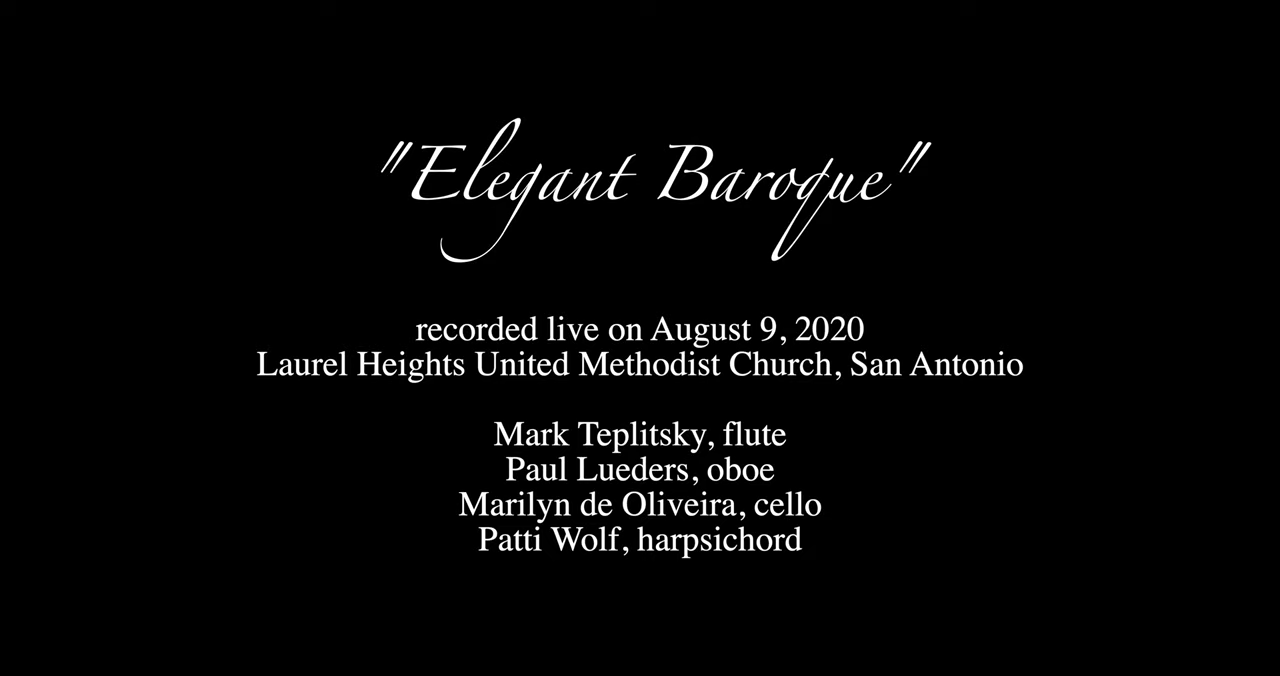 "Elegant Baroque"
recorded live on August 9, 2020
Laurel Heights United Methodist Church, San Antonio
Mark Teplitsky, flute
Paul Lueders, oboe
Marilyn de Oliveira, cello
Patti Wolf, harpsichord